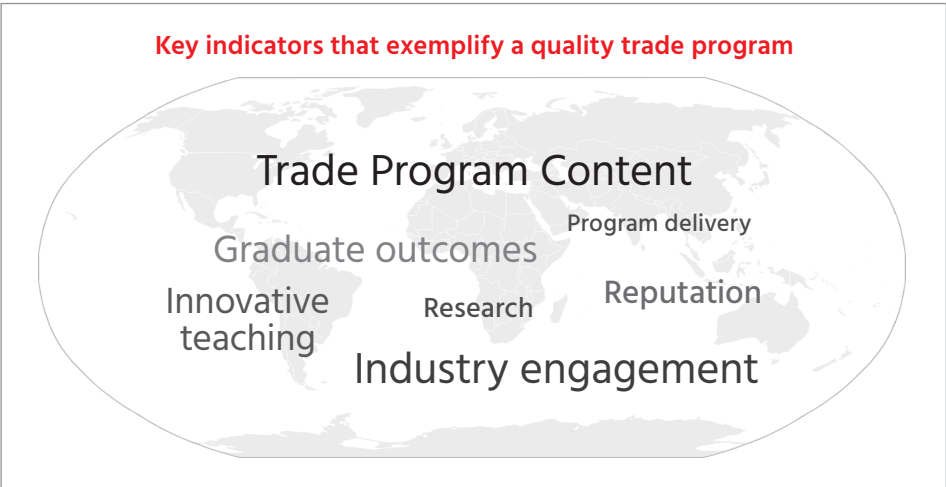 Key indicators that exemplify a quality trade program
Trade Program Content
Program delivery
Graduate outcomes
Innovative
teaching
Research
Reputation
Industry engagement